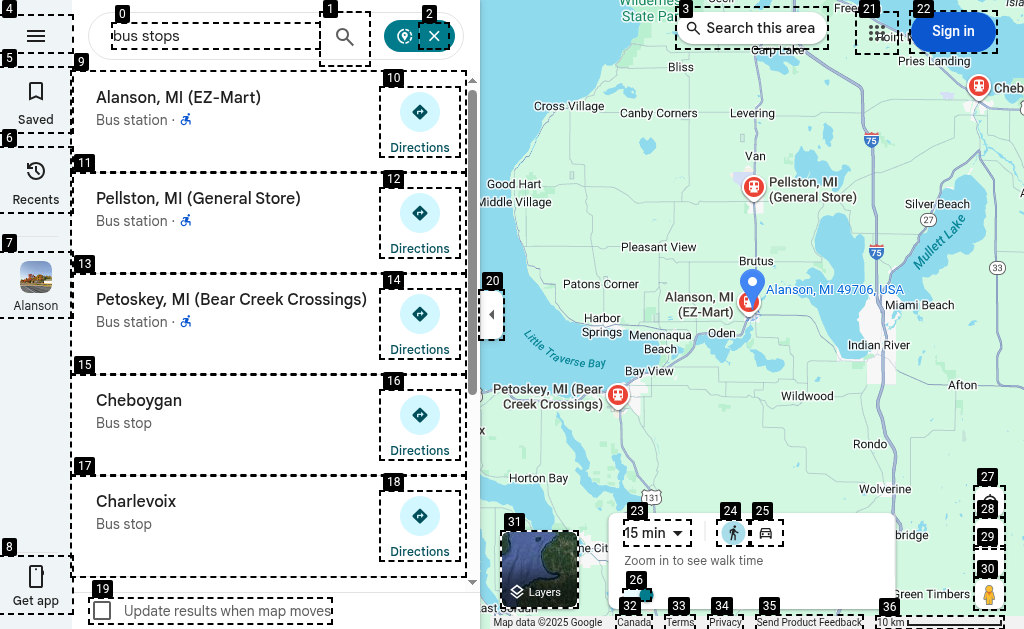 bus stops
Saved
Recents
Alanson
Get app
Alanson, MI (EZ-Mart)
Bus station ·
Directions
Pellston, MI (General Store)
Bus station ·
Directions
Petoskey, MI (Bear Creek Crossings)
Bus station ·
Directions
Cheboygan
Bus stop
Directions
Charlevoix
Bus stop
Directions
Update results when map moves
Search this area
Sign in
Wilderness
State Park
Carp Lake
Bliss
Pries Landing
Cross Village
Canby Corners
Levering
75
Van
Good Hart
Middle Village
Pellston, MI
(General Store)
Silver Beach
27
Mullett Lake
Pleasant View
75
Brutus
33
Patons Corner
Alanson, MI
(EZ-Mart)
Alanson, MI 49706, USA
Miami Beach
Harbor
Springs
Menonaqua
Beach
Oden
Indian River
Little Traverse Bay
Bay View
Petoskey, MI (Bear
Creek Crossings)
Wildwood
Afton
Rondo
Horton Bay
131
Wolverine
15 min
Zoom in to see walk time
Layers
Green Timbers
Map data ©2025 Google
Canada
Terms
Privacy
Send Product Feedback
10 km
0
1
2
3
4
5
6
7
8
9
10
11
12
13
14
15
16
17
18
19
20
21
22
23
24
25
26
27
28
29
30
31
32
33
34
35
36